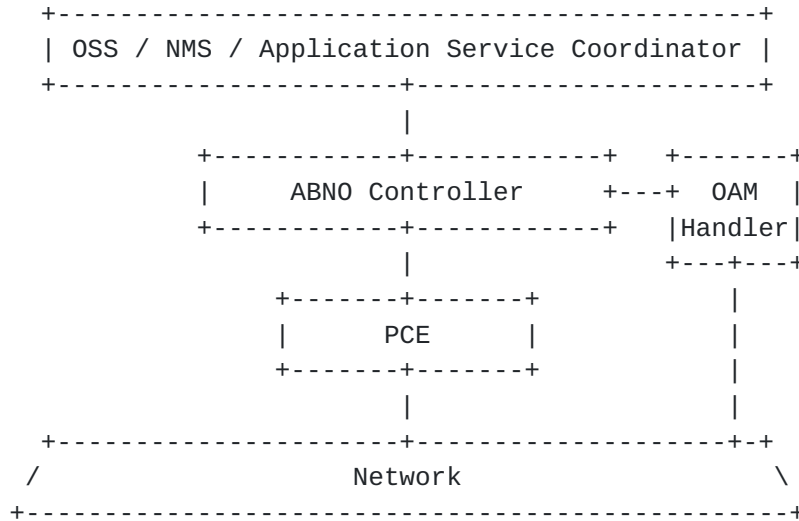 OSS / NMS / Application Service Coordinator
ABNO Controller OAM
Handler
PCE
Network